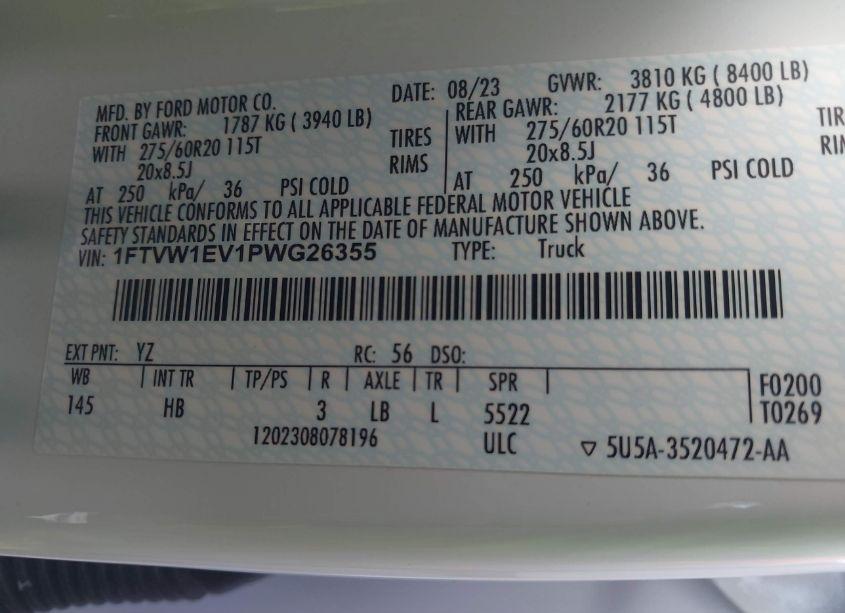 MFD. BY FORD MOTOR CO. DATE: 08/23 GVWR: 3810 KG ( 8400 LB)
FRONT GAWR: 1787 KG ( 3940 LB) REAR GAWR: 2177 KG ( 4800 LB)
WITH 275/60R20 115T TIRES WITH 275/60R20 115T TIR
20x8.5J RIMS 20x8.5J RIM
AT 250 kPa/ 36 PSI COLD AT 250 kPa/ 36 PSI COLD
THIS VEHICLE CONFORMS TO ALL APPLICABLE FEDERAL MOTOR VEHICLE
SAFETY STANDARDS IN EFFECT ON THE DATE OF MANUFACTURE SHOWN ABOVE.
VIN: 1FTVW1EV1PWG26355 TYPE: Truck
EXT PNT: YZ RC: 56 DSO:
WB INT TR TP/PS R AXLE TR SPR F0200
145 HB 3 LB L 5522 T0269
1202308078196 ULC ▽ 5U5A-3520472-AA